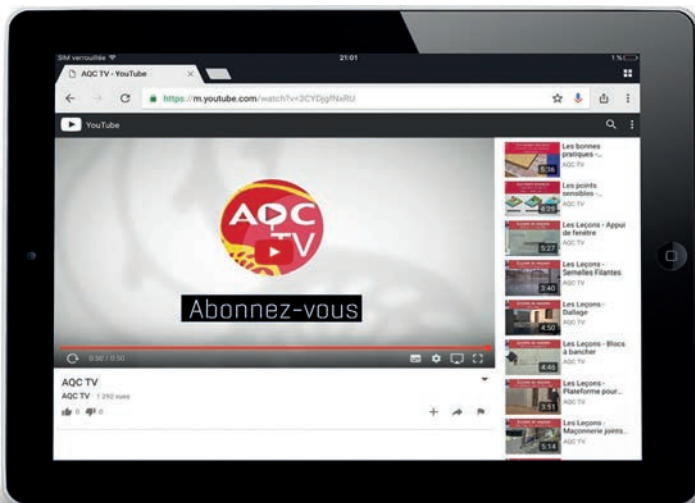 SIM verrouillée
21:01
1 %
AQC TV - YouTube
https://m.youtube.com/watch?v=3CYDjgfNxRU
YouTube
AQC
TV
Abonnez-vous
0:50 / 0:50
AQC TV
AQC TV · 1 292 vues
0
0
Les bonnes
pratiques -...
AQC TV
5:36
Les points
sensibles -...
AQC TV
4:29
Les Leçons - Appui
de fenêtre
AQC TV
5:27
Les Leçons -
Semelles Filantes
AQC TV
3:40
Les Leçons -
Dallage
AQC TV
4:50
Les Leçons - Blocs
à bancher
AQC TV
4:46
Les Leçons -
Plateforme pour...
AQC TV
3:51
Les Leçons -
Maçonnerie joints...
AQC TV
5:14